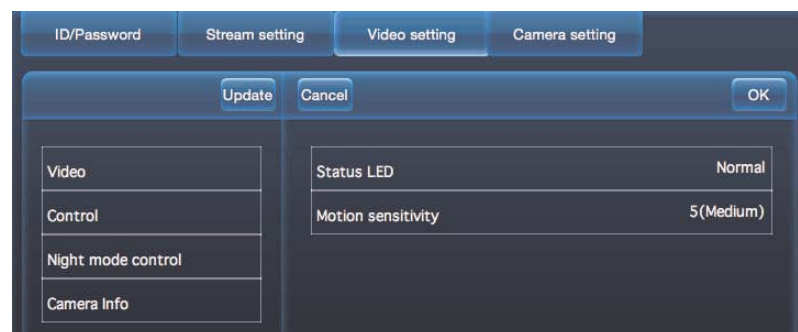 ID/Password Stream setting Video setting Camera setting
Update Cancel OK
Video
Control
Night mode control
Camera Info
Status LED Normal
Motion sensitivity 5(Medium)